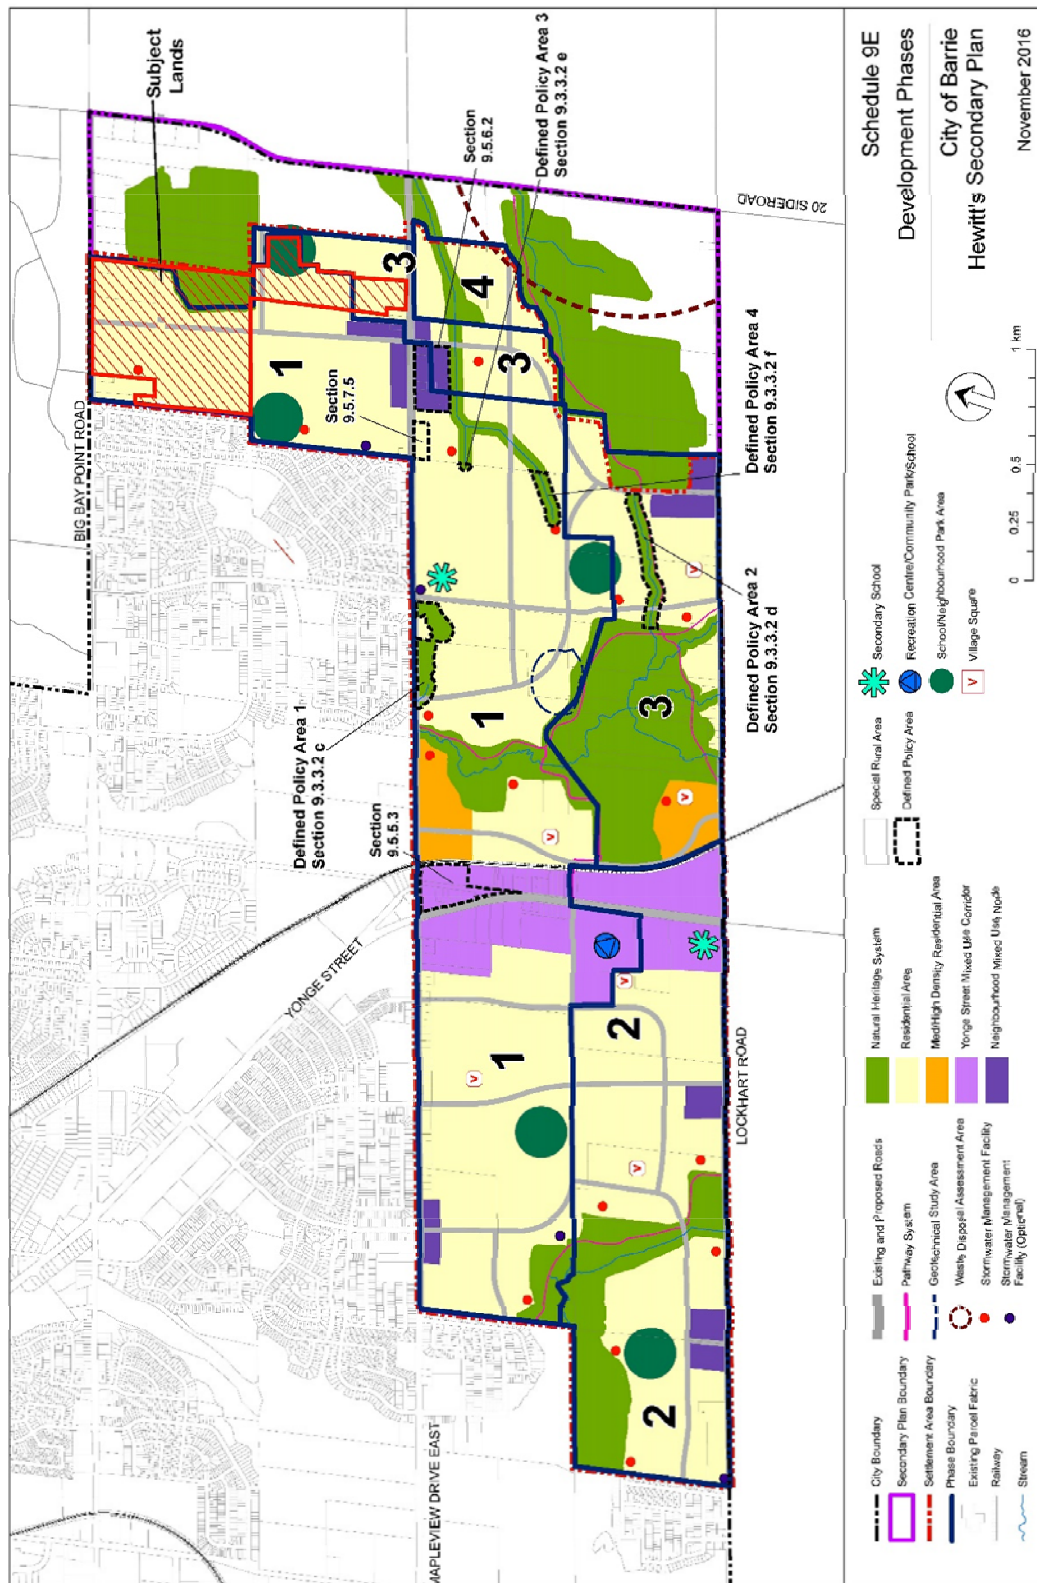 Schedule 9E
Development Phases
City of Barrie
Hewitt's Secondary Plan
November 2016
Subject
Lands
BIG BAY POINT ROAD
Section
9.5.6.2
Defined Policy Area 3
Section 9.3.3.2 e
20 SIDEROAD
3
4
1
3
Section
9.5.7.5
Defined Policy Area 4
Section 9.3.3.2 f
Defined Policy Area 2
Section 9.3.3.2 d
V
Defined Policy Area 1
Section 9.3.3.2 c
1
3
V
V
Section
9.5.5.3
YONGE STREET
V
1
2
V
V
LOCKHART ROAD
2
MAPLEVIEW DRIVE EAST
City Boundary
Secondary Plan Boundary
Settlement Area Boundary
Phase Boundary
Existing Parcel Fabric
Railway
Stream
Existing and Proposed Roads
Pathway System
Geotechnical Study Area
Waste Disposal Assessment Area
Stormwater Management Facility
Stormwater Management
Facility (Optional)
Natural Heritage System
Residential Area
Med/High Density Residential Area
Yonge Street Mixed Use Corridor
Neighbourhood Mixed Use Node
Special Rural Area
Defined Policy Area
Secondary School
Recreation Centre/Community Park/School
School/Neighbourhood Park Area
V
Village Square
0 0.25 0.5 1 km